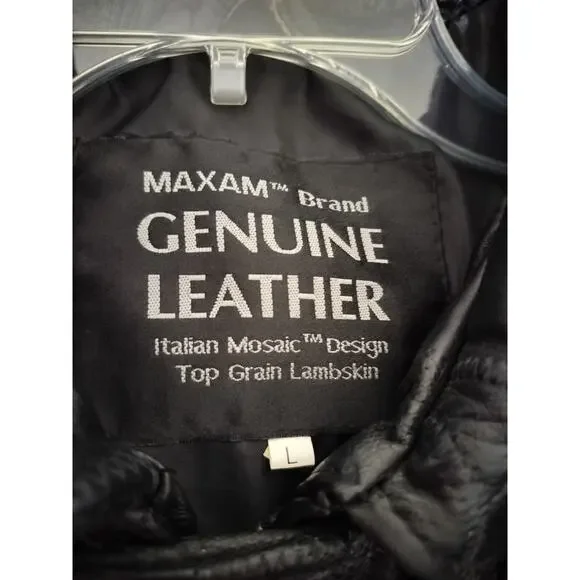 MAXAM™ Brand
GENUINE
LEATHER
Italian Mosaic™ Design
Top Grain Lambskin
L